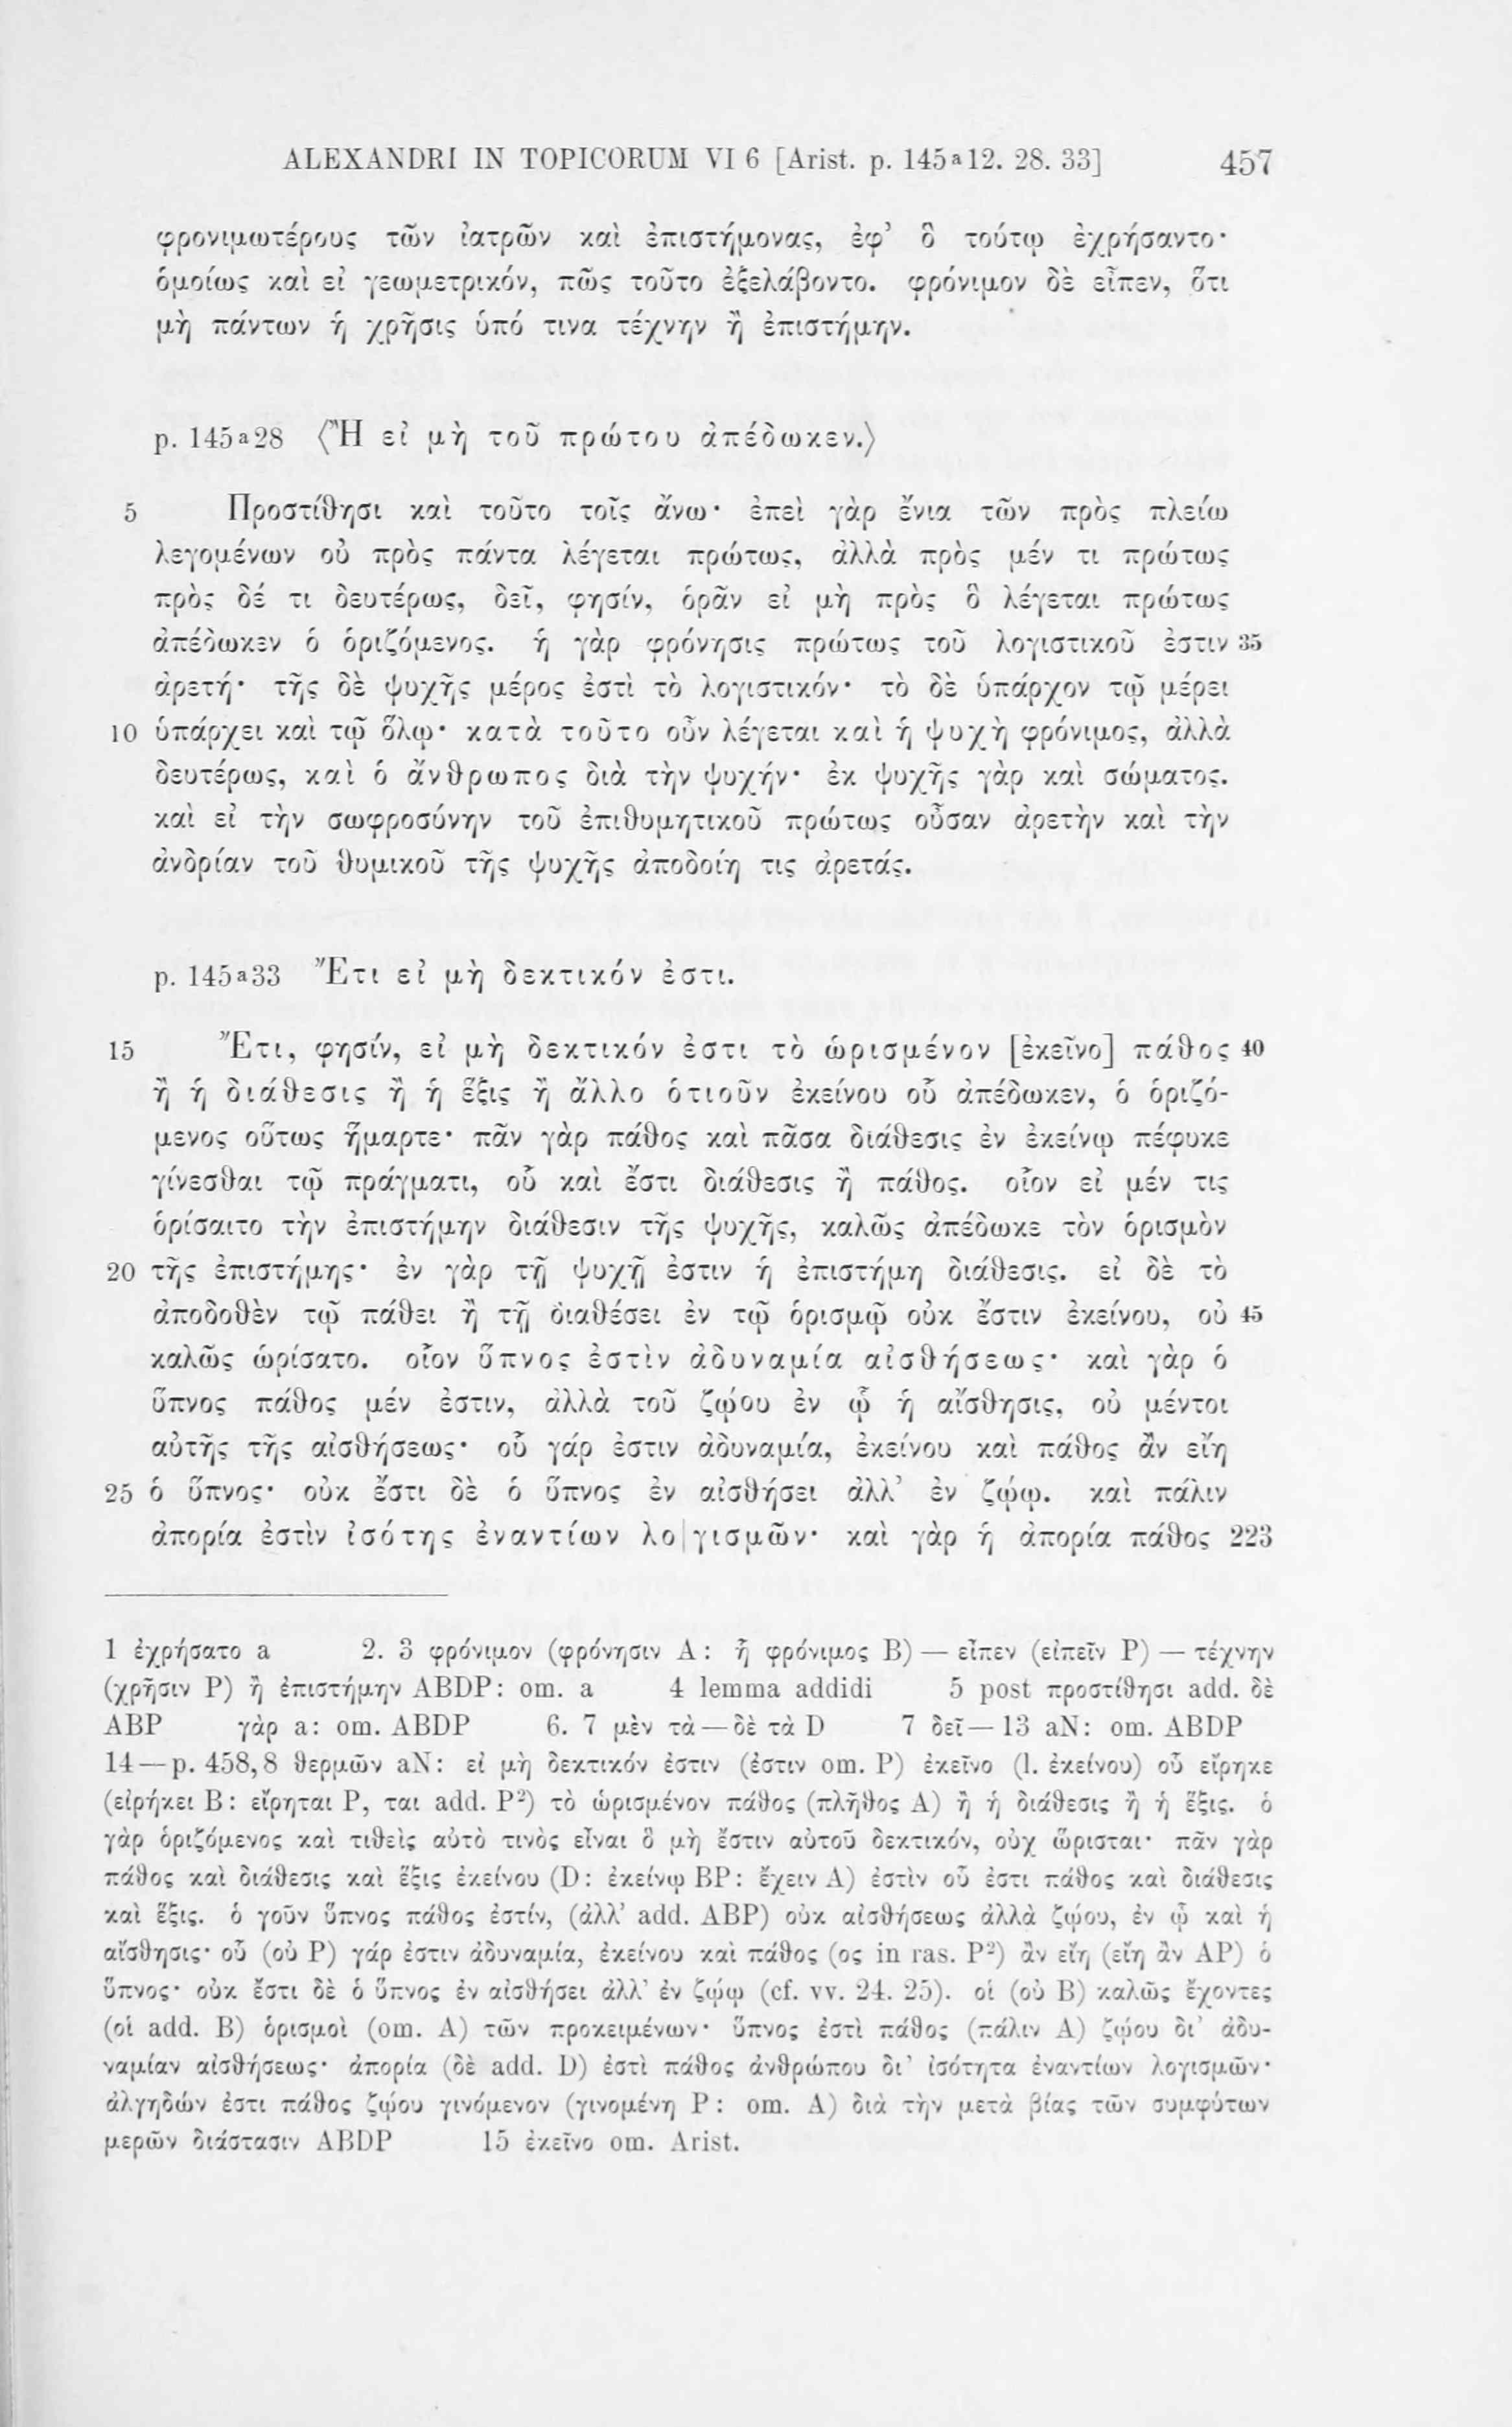 ALEXANDRI IN TOPICORUM VI 6 [Arist. p. 145ᵃ12. 28. 33] 457
φρονιμωτέρους τῶν ἰατρῶν καὶ ἐπιστήμονας, ἐφ’ ὃ τούτῳ ἐχρήσαντο·
ὁμοίως καὶ εἰ γεωμετρικόν, πῶς τοῦτο ἐξελάβοντο. φρόνιμον δὲ εἶπεν, ὅτι
μὴ πάντων ἡ χρῆσις ὑπό τινα τέχνην ἢ ἐπιστήμην.
p. 145ᵃ28 〈Ἢ εἰ μὴ τοῦ πρώτου ἀπέδωκεν.〉
5 Προστίθησι καὶ τοῦτο τοῖς ἄνω· ἐπεὶ γὰρ ἔνια τῶν πρὸς πλείω
λεγομένων οὐ πρὸς πάντα λέγεται πρώτως, ἀλλὰ πρὸς μέν τι πρώτως
πρὸς δέ τι δευτέρως, δεῖ, φησίν, ὁρᾶν εἰ μὴ πρὸς ὃ λέγεται πρώτως
ἀπέδωκεν ὁ ὁριζόμενος. ἡ γὰρ φρόνησις πρώτως τοῦ λογιστικοῦ ἐστιν 35
ἀρετή· τῆς δὲ ψυχῆς μέρος ἐστὶ τὸ λογιστικόν· τὸ δὲ ὑπάρχον τῷ μέρει
10 ὑπάρχει καὶ τῷ ὅλῳ· κατὰ τοῦτο οὖν λέγεται καὶ ἡ ψυχὴ φρόνιμος, ἀλλὰ
δευτέρως, καὶ ὁ ἄνθρωπος διὰ τὴν ψυχήν· ἐκ ψυχῆς γὰρ καὶ σώματος.
καὶ εἰ τὴν σωφροσύνην τοῦ ἐπιθυμητικοῦ πρώτως οὖσαν ἀρετὴν καὶ τὴν
ἀνδρίαν τοῦ θυμικοῦ τῆς ψυχῆς ἀποδοίη τις ἀρετάς.
p. 145ᵃ33 Ἔτι εἰ μὴ δεκτικόν ἐστι.
15 Ἔτι, φησίν, εἰ μὴ δεκτικόν ἐστι τὸ ὡρισμένον [ἐκεῖνο] πάθος 40
ἢ ἡ διάθεσις ἢ ἡ ἕξις ἢ ἄλλο ὁτιοῦν ἐκείνου οὗ ἀπέδωκεν, ὁ ὁριζό-
μενος οὕτως ἥμαρτε· πᾶν γὰρ πάθος καὶ πᾶσα διάθεσις ἐν ἐκείνῳ πέφυκε
γίνεσθαι τῷ πράγματι, οὗ καὶ ἔστι διάθεσις ἢ πάθος. οἷον εἰ μέν τις
ὁρίσαιτο τὴν ἐπιστήμην διάθεσιν τῆς ψυχῆς, καλῶς ἀπέδωκε τὸν ὁρισμὸν
20 τῆς ἐπιστήμης· ἐν γὰρ τῇ ψυχῇ ἐστιν ἡ ἐπιστήμη διάθεσις. εἰ δὲ τὸ
ἀποδοθὲν τῷ πάθει ἢ τῇ διαθέσει ἐν τῷ ὁρισμῷ οὐκ ἔστιν ἐκείνου, οὐ 45
καλῶς ὡρίσατο. οἷον ὕπνος ἐστὶν ἀδυναμία αἰσθήσεως· καὶ γὰρ ὁ
ὕπνος πάθος μέν ἐστιν, ἀλλὰ τοῦ ζῴου ἐν ᾧ ἡ αἴσθησις, οὐ μέντοι
αὐτῆς τῆς αἰσθήσεως· οὗ γάρ ἐστιν ἀδυναμία, ἐκείνου καὶ πάθος ἂν εἴη
25 ὁ ὕπνος· οὐκ ἔστι δὲ ὁ ὕπνος ἐν αἰσθήσει ἀλλ’ ἐν ζῴῳ. καὶ πάλιν
ἀπορία ἐστὶν ἰσότης ἐναντίων λο|γισμῶν· καὶ γὰρ ἡ ἀπορία πάθος 223
1 ἐχρήσατο a 2. 3 φρόνιμον (φρόνησιν A: ἢ φρόνιμος B) — εἶπεν (εἰπεῖν P) — τέχνην
(χρῆσιν P) ἢ ἐπιστήμην ABDP: om. a 4 lemma addidi 5 post προστίθησι add. δὲ
ABP γὰρ a: om. ABDP 6. 7 μὲν τὰ — δὲ τὰ D 7 δεῖ — 13 aN: om. ABDP
14 — p. 458,8 θερμῶν aN: εἰ μὴ δεκτικόν ἐστιν (ἐστιν om. P) ἐκεῖνο (l. ἐκείνου) οὗ εἴρηκε
(εἰρήκει B: εἴρηται P, ται add. P²) τὸ ὡρισμένον πάθος (πλῆθος A) ἢ ἡ διάθεσις ἢ ἡ ἕξις. ὁ
γὰρ ὁριζόμενος καὶ τιθεὶς αὐτὸ τινὸς εἶναι ὃ μὴ ἔστιν αὐτοῦ δεκτικόν, οὐχ ὥρισται· πᾶν γὰρ
πάθος καὶ διάθεσις καὶ ἕξις ἐκείνου (D: ἐκείνῳ BP: ἔχειν A) ἐστὶν οὗ ἐστι πάθος καὶ διάθεσις
καὶ ἕξις. ὁ γοῦν ὕπνος πάθος ἐστίν, (ἀλλ’ add. ABP) οὐκ αἰσθήσεως ἀλλὰ ζῴου, ἐν ᾧ καὶ ἡ
αἴσθησις· οὗ (οὐ P) γάρ ἐστιν ἀδυναμία, ἐκείνου καὶ πάθος (ος in ras. P²) ἂν εἴη (εἴη ἂν AP) ὁ
ὕπνος· οὐκ ἔστι δὲ ὁ ὕπνος ἐν αἰσθήσει ἀλλ’ ἐν ζῴῳ (cf. vv. 24. 25). οἱ (οὐ B) καλῶς ἔχοντες
(οἱ add. B) ὁρισμοὶ (om. A) τῶν προκειμένων· ὕπνος ἐστὶ πάθος (πάλιν A) ζῴου δι’ ἀδυ-
ναμίαν αἰσθήσεως· ἀπορία (δὲ add. D) ἐστὶ πάθος ἀνθρώπου δι’ ἰσότητα ἐναντίων λογισμῶν·
ἀλγηδών ἐστι πάθος ζῴου γινόμενον (γινομένη P: om. A) διὰ τὴν μετὰ βίας τῶν συμφύτων
μερῶν διάστασιν ABDP 15 ἐκεῖνο om. Arist.